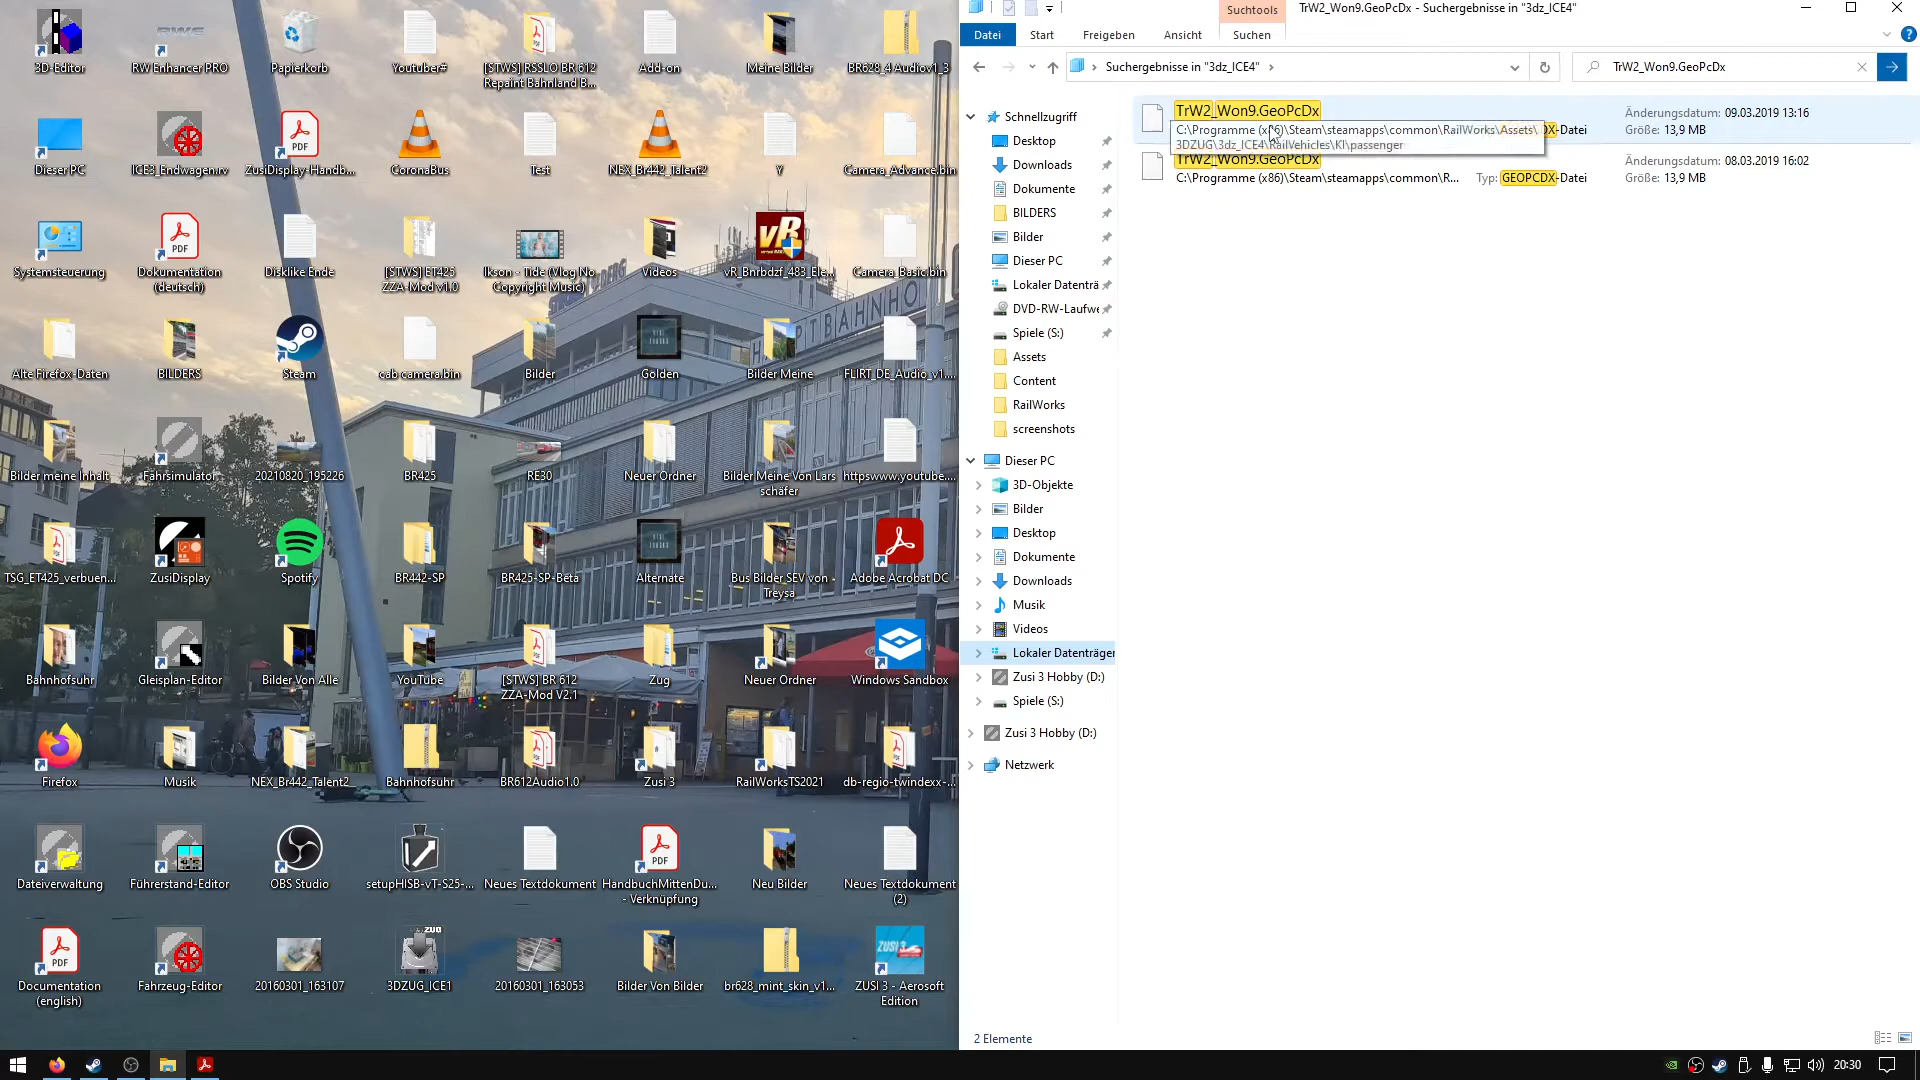 3D-Editor
RW Enhancer PRO
Papierkorb
Youtuber#
[STWS] RSSLO BR 612
Repaint Bahnland B...
Add-on
Meine Bilder
BR628_4 Audiov1_3
Dieser PC
ICE3_Endwagen.rv
ZusiDisplay-Handb...
CoronaBus
Test
NEX_Br442_Talent2
Y
Camera_Advance.bin
Systemsteuerung
Dokumentation
(deutsch)
Disklike Ende
[STWS] ET425
ZZA-Mod v1.0
Ikson - Tide (Vlog No
Copyright Music)
Videos
vR_Bnrbdzf_483_Ele...
Camera_Basic.bin
HAUPTBAHNHO
Alte Firefox-Daten
BILDERS
Steam
cab camera.bin
Bilder
Golden
Bilder Meine
FLIRT_DE_Audio_v1....
Bilder meine Inhalt
Fahrsimulator
20210820_195226
BR425
RE30
Neuer Ordner
Bilder Meine Von Lars
schäfer
httpswww.youtube....
TSG_ET425_verbuen...
ZusiDisplay
Spotify
BR442-SP
BR425-SP-Beta
Alternate
Bus Bilder SEV von
Treysa
Adobe Acrobat DC
Bahnhofsuhr
Gleisplan-Editor
Bilder Von Alle
YouTube
[STWS] BR 612
ZZA-Mod V2.1
Zug
Neuer Ordner
Windows Sandbox
Firefox
Musik
NEX_Br442_Talent2
Bahnhofsuhr
BR612Audio1.0
Zusi 3
RailWorksTS2021
db-regio-twindexx-...
Dateiverwaltung
Führerstand-Editor
OBS Studio
setupHISB-vT-S25-...
Neues Textdokument
HandbuchMittenDu...
- Verknüpfung
Neu Bilder
Neues Textdokument
(2)
Documentation
(english)
Fahrzeug-Editor
20160301_163107
3DZUG_ICE1
20160301_163053
Bilder Von Bilder
br628_mint_skin_v1...
ZUSI 3 - Aerosoft
Edition
Suchtools
TrW2_Won9.GeoPcDx - Suchergebnisse in "3dz_ICE4"
Datei
Start
Freigeben
Ansicht
Suchen
Suchergebnisse in "3dz_ICE4"
TrW2_Won9.GeoPcDx
Schnellzugriff
Desktop
Downloads
Dokumente
BILDERS
Bilder
Dieser PC
Lokaler Datenträ
DVD-RW-Laufwe
Spiele (S:)
Assets
Content
RailWorks
screenshots
Dieser PC
3D-Objekte
Bilder
Desktop
Dokumente
Downloads
Musik
Videos
Lokaler Datenträger
Zusi 3 Hobby (D:)
Spiele (S:)
Zusi 3 Hobby (D:)
Netzwerk
TrW2_Won9.GeoPcDx
Änderungsdatum: 09.03.2019 13:16
C:\Programme (x86)\Steam\steamapps\common\RailWorks\Assets\
3DZUG\3dz_ICE4\RailVehicles\KI\passenger
DX-Datei
Größe: 13,9 MB
TrW2_Won9.GeoPcDx
Änderungsdatum: 08.03.2019 16:02
C:\Programme (x86)\Steam\steamapps\common\R...
Typ: GEOPCDX-Datei
Größe: 13,9 MB
2 Elemente
20:30